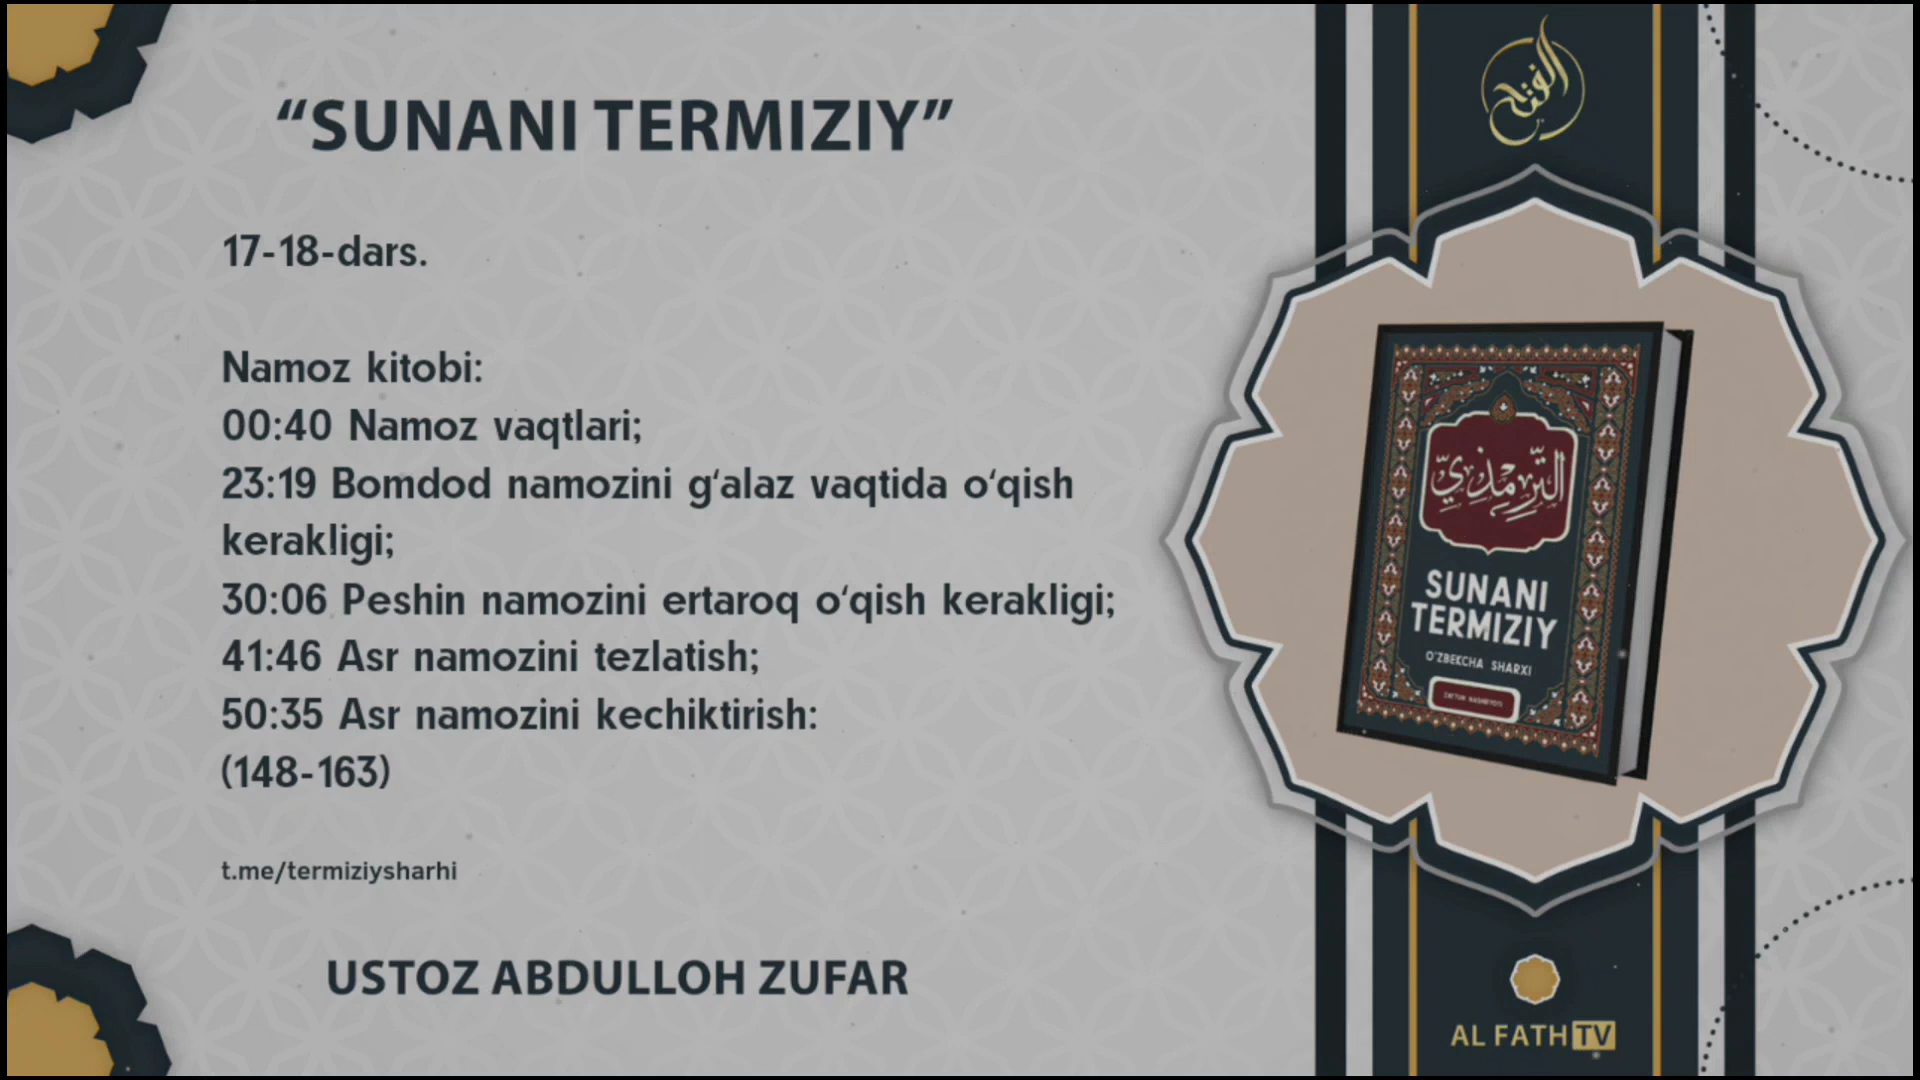 “SUNANI TERMIZIY”
17-18-dars.
Namoz kitobi:
00:40 Namoz vaqtlari;
23:19 Bomdod namozini g‘alaz vaqtida o‘qish
kerakligi;
30:06 Peshin namozini ertaroq o‘qish kerakligi;
41:46 Asr namozini tezlatish;
50:35 Asr namozini kechiktirish:
(148-163)
t.me/termiziysharhi
USTOZ ABDULLOH ZUFAR
الفتح
الترمذي
SUNANI
TERMIZIY
O‘ZBEKCHA SHARXI
AL FATH TV